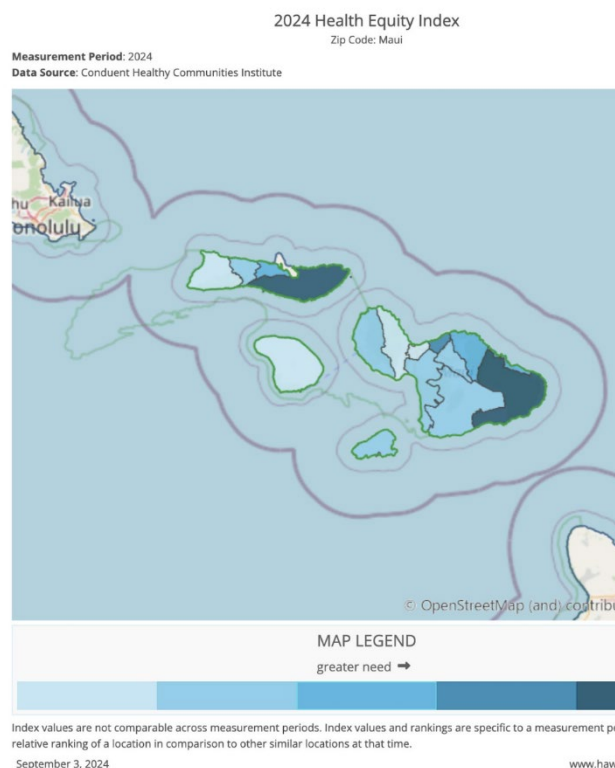 2024 Health Equity Index
Zip Code: Maui
Measurement Period: 2024
Data Source: Conduent Healthy Communities Institute
hu
Kailua
onolulu
© OpenStreetMap (and) contribu
MAP LEGEND
greater need ➡
Index values are not comparable across measurement periods. Index values and rankings are specific to a measurement p
relative ranking of a location in comparison to other similar locations at that time.
September 3, 2024
www.haw